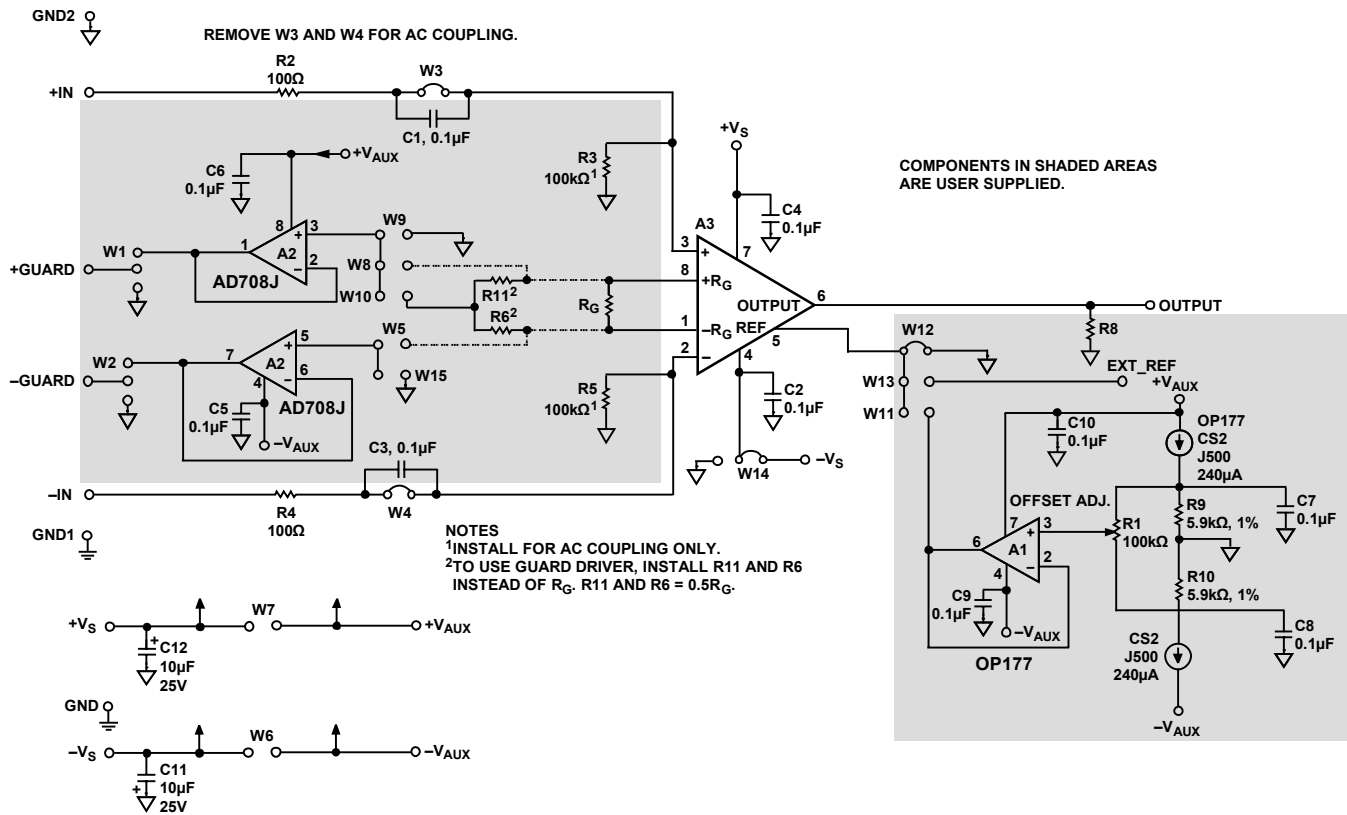 GND2
REMOVE W3 AND W4 FOR AC COUPLING.
R2
100Ω
W3
+IN
C1, 0.1µF
+VS
+VAUX
C6
0.1µF
R3
100kΩ1
COMPONENTS IN SHADED AREAS
ARE USER SUPPLIED.
C4
0.1µF
A3
W9
8
3
+
1
A2
2
–
W1
AD708J
W8
+GUARD
W10
R112
R62
RG
3
+
7
8
+RG
OUTPUT
6
OUTPUT
1
–RG
REF
5
2
–
4
R8
W5
5
+
7
A2
6
–
4
W2
AD708J
W15
–GUARD
C5
0.1µF
–VAUX
R5
100kΩ1
C2
0.1µF
W12
W13
EXT_REF
+VAUX
W11
C3, 0.1µF
W14
–VS
C10
0.1µF
OP177
CS2
J500
240µA
–IN
R4
100Ω
W4
OFFSET ADJ.
C7
0.1µF
R9
5.9kΩ, 1%
R1
100kΩ
GND1
NOTES
1INSTALL FOR AC COUPLING ONLY.
2TO USE GUARD DRIVER, INSTALL R11 AND R6
INSTEAD OF RG. R11 AND R6 = 0.5RG.
7
3
+
6
A1
2
–
4
R10
5.9kΩ, 1%
C9
0.1µF
–VAUX
OP177
C8
0.1µF
CS2
J500
240µA
–VAUX
+VS
W7
+VAUX
+
C12
10µF
25V
GND
–VS
W6
–VAUX
C11
10µF
25V
+